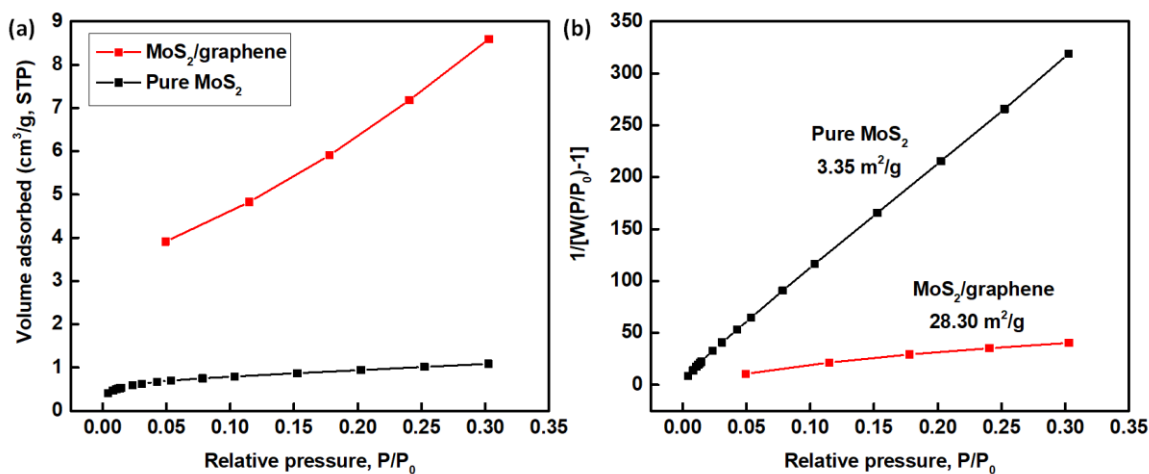 (a)
9
8
7
6
5
4
3
2
1
0
Volume adsorbed (cm³/g, STP)
MoS₂/graphene
Pure MoS₂
0.00 0.05 0.10 0.15 0.20 0.25 0.30 0.35
Relative pressure, P/P₀
(b)
350
300
250
200
150
100
50
0
1/[W(P/P₀)-1]
Pure MoS₂
3.35 m²/g
MoS₂/graphene
28.30 m²/g
0.00 0.05 0.10 0.15 0.20 0.25 0.30 0.35
Relative pressure, P/P₀